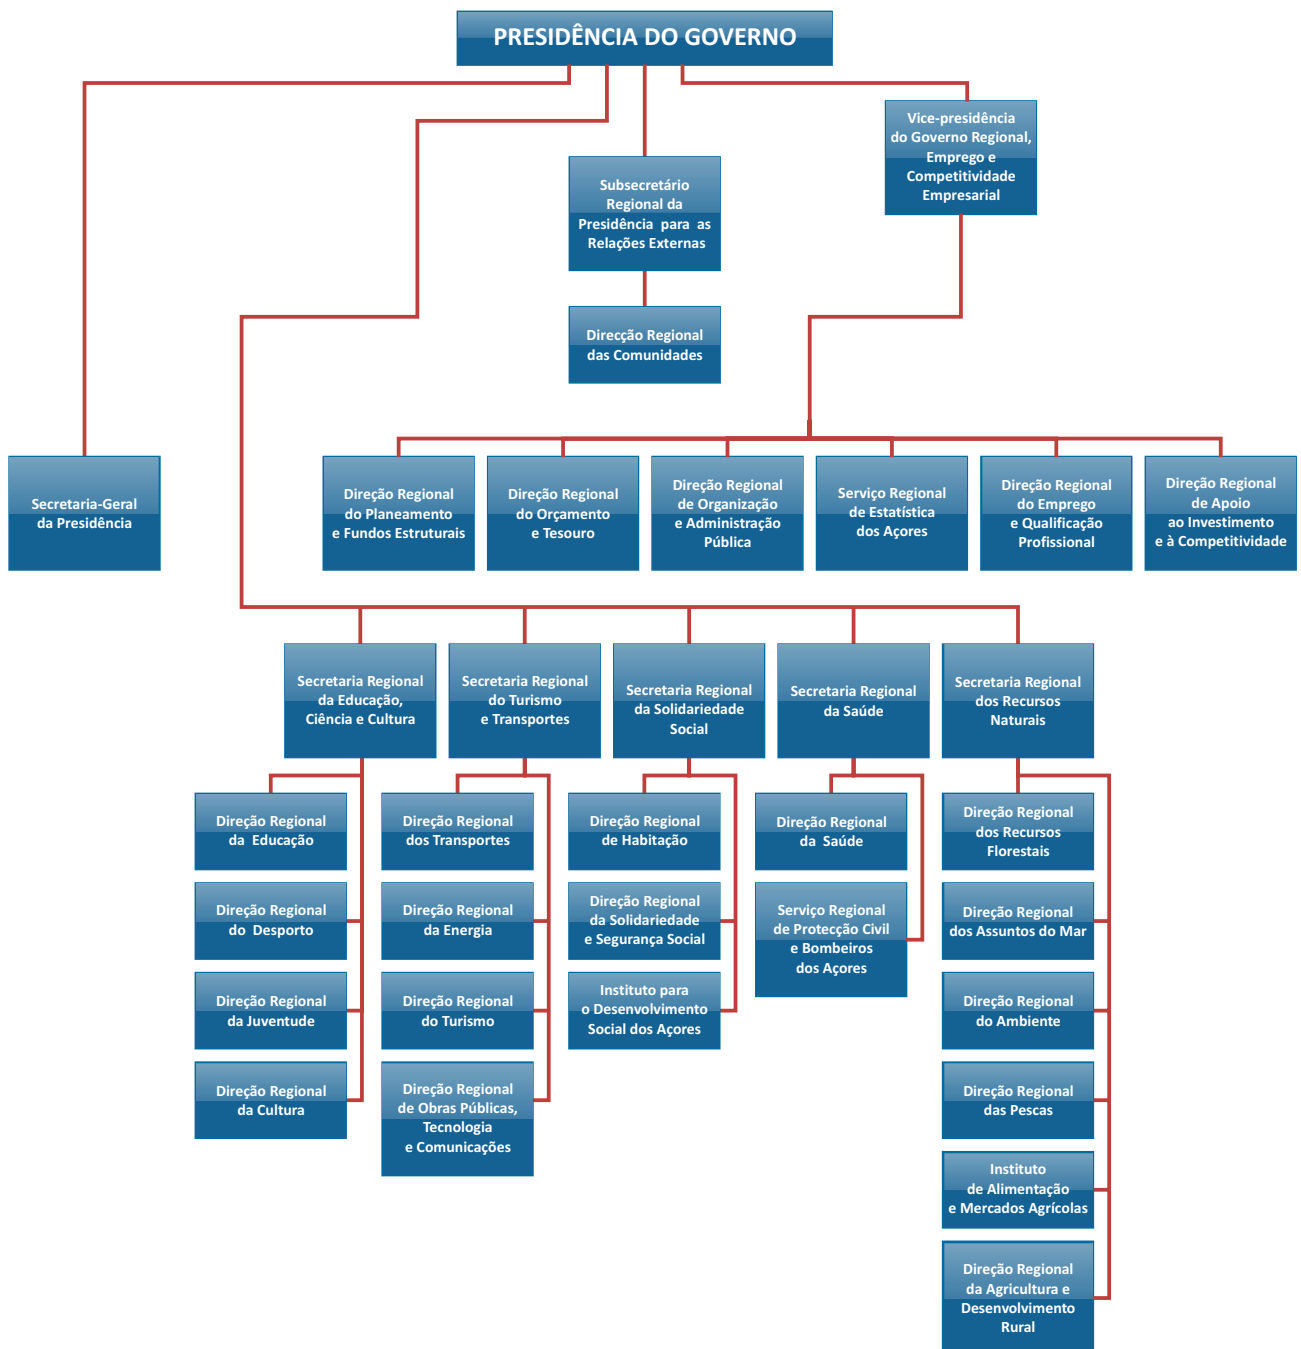 PRESIDÊNCIA DO GOVERNO
Vice-presidência
do Governo Regional,
Emprego e
Competitividade
Empresarial
Subsecretário
Regional da
Presidência para as
Relações Externas
Direcção Regional
das Comunidades
Secretaria-Geral
da Presidência
Direção Regional
do Planeamento
e Fundos Estruturais
Direção Regional
do Orçamento
e Tesouro
Direção Regional
de Organização
e Administração
Pública
Serviço Regional
de Estatística
dos Açores
Direção Regional
do Emprego
e Qualificação
Profissional
Direção Regional
de Apoio
ao Investimento
e à Competitividade
Secretaria Regional
da Educação,
Ciência e Cultura
Secretaria Regional
do Turismo
e Transportes
Secretaria Regional
da Solidariedade
Social
Secretaria Regional
da Saúde
Secretaria Regional
dos Recursos
Naturais
Direção Regional
da Educação
Direção Regional
dos Transportes
Direção Regional
de Habitação
Direção Regional
da Saúde
Direção Regional
dos Recursos
Florestais
Direção Regional
do Desporto
Direção Regional
da Energia
Direção Regional
da Solidariedade
e Segurança Social
Serviço Regional
de Protecção Civil
e Bombeiros
dos Açores
Direção Regional
dos Assuntos do Mar
Direção Regional
da Juventude
Direção Regional
do Turismo
Instituto para
o Desenvolvimento
Social dos Açores
Direção Regional
do Ambiente
Direção Regional
da Cultura
Direção Regional
de Obras Públicas,
Tecnologia
e Comunicações
Direção Regional
das Pescas
Instituto
de Alimentação
e Mercados Agrícolas
Direção Regional
da Agricultura e
Desenvolvimento
Rural